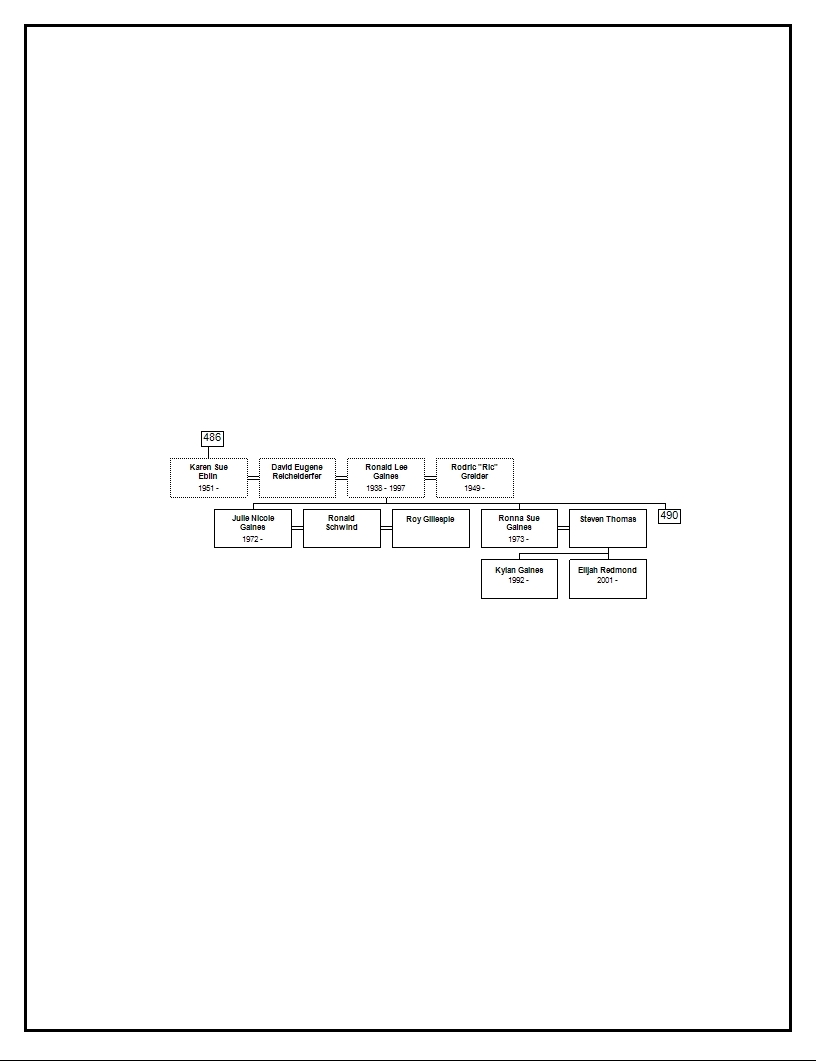 486
Karen Sue
Eblin
1951 -
David Eugene
Reicheiderfer
Ronald Lee
Gaines
1938 - 1997
Rodric "Ric"
Greider
1949 -
Julie Nicole
Gaines
1972 -
Ronald
Schwind
Roy Gillespie
Ronna Sue
Gaines
1973 -
Steven Thomas
490
Kylan Gaines
1992 -
Elijah Redmond
2001 -